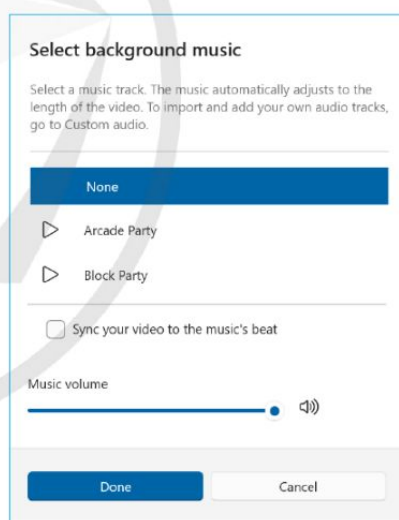 Select background music
Select a music track. The music automatically adjusts to the
length of the video. To import and add your own audio tracks,
go to Custom audio.
None
Arcade Party
Block Party
Sync your video to the music's beat
Music volume
Done
Cancel